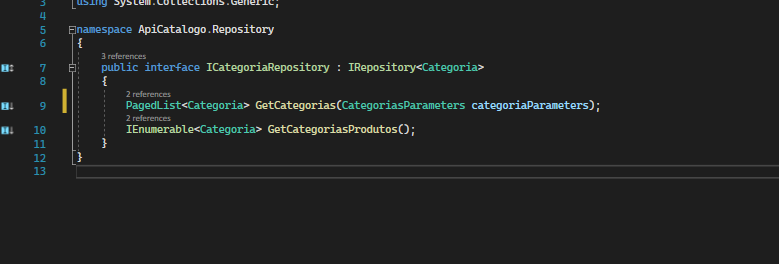 3 using System.Collections.Generic;
4
5 namespace ApiCatalogo.Repository
6 {
3 references
7 public interface ICategoriaRepository : IRepository<Categoria>
8 {
2 references
9 PagedList<Categoria> GetCategorias(CategoriasParameters categoriaParameters);
2 references
10 IEnumerable<Categoria> GetCategoriasProdutos();
11 }
12 }
13